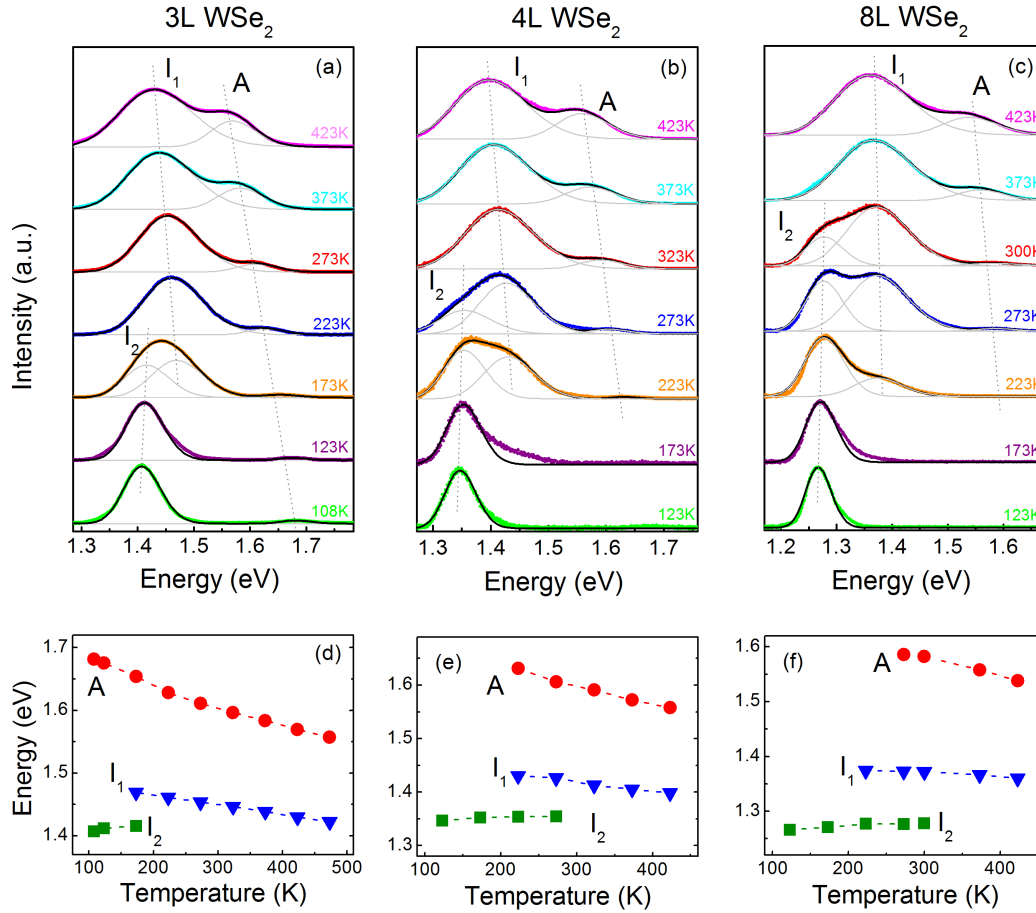 3L WSe₂
4L WSe₂
8L WSe₂
Intensity (a.u.)
(a)
I₁
A
423K
373K
273K
223K
I₂
173K
123K
108K
1.3 1.4 1.5 1.6 1.7
Energy (eV)
(b)
I₁
A
423K
373K
323K
I₂
273K
223K
173K
123K
1.3 1.4 1.5 1.6 1.7
Energy (eV)
(c)
I₁
A
423K
373K
I₂
300K
273K
223K
173K
123K
1.2 1.3 1.4 1.5 1.6
Energy (eV)
Energy (eV)
(d)
1.7
1.6
1.5
1.4
A
I₁
I₂
100 200 300 400 500
Temperature (K)
(e)
1.6
1.5
1.4
1.3
A
I₁
I₂
100 200 300 400
Temperature (K)
(f)
1.6
1.5
1.4
1.3
A
I₁
I₂
100 200 300 400
Temperature (K)